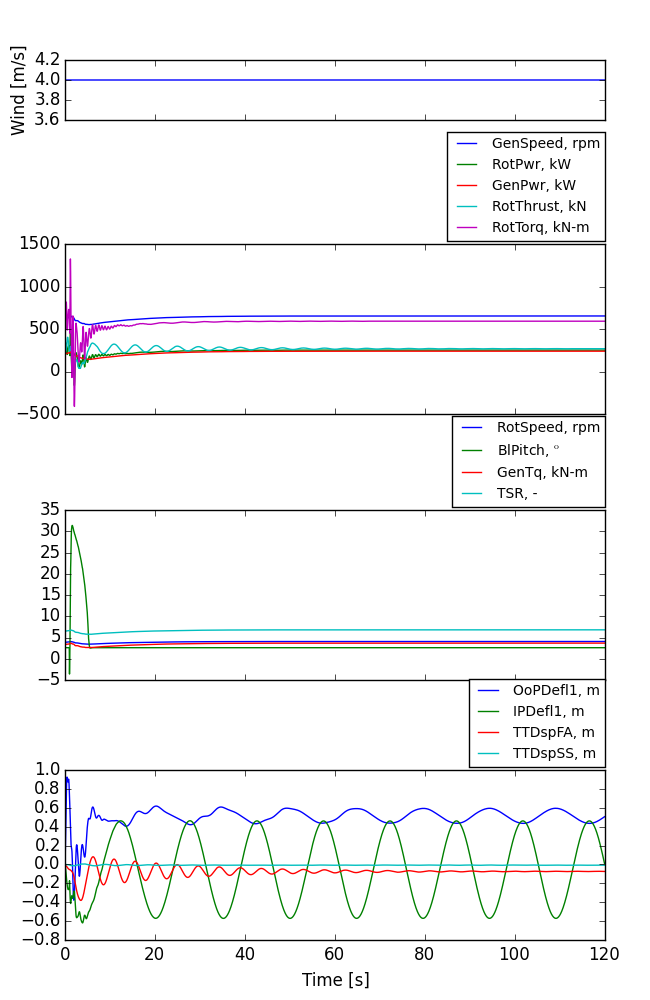 Wind [m/s]
4.2
4.0
3.8
3.6
GenSpeed, rpm
RotPwr, kW
GenPwr, kW
RotThrust, kN
RotTorq, kN-m
1500
1000
500
0
−500
RotSpeed, rpm
BlPitch, °
GenTq, kN-m
TSR, -
35
30
25
20
15
10
5
0
−5
OoPDefl1, m
IPDefl1, m
TTDspFA, m
TTDspSS, m
1.0
0.8
0.6
0.4
0.2
0.0
−0.2
−0.4
−0.6
−0.8
0 20 40 60 80 100 120
Time [s]